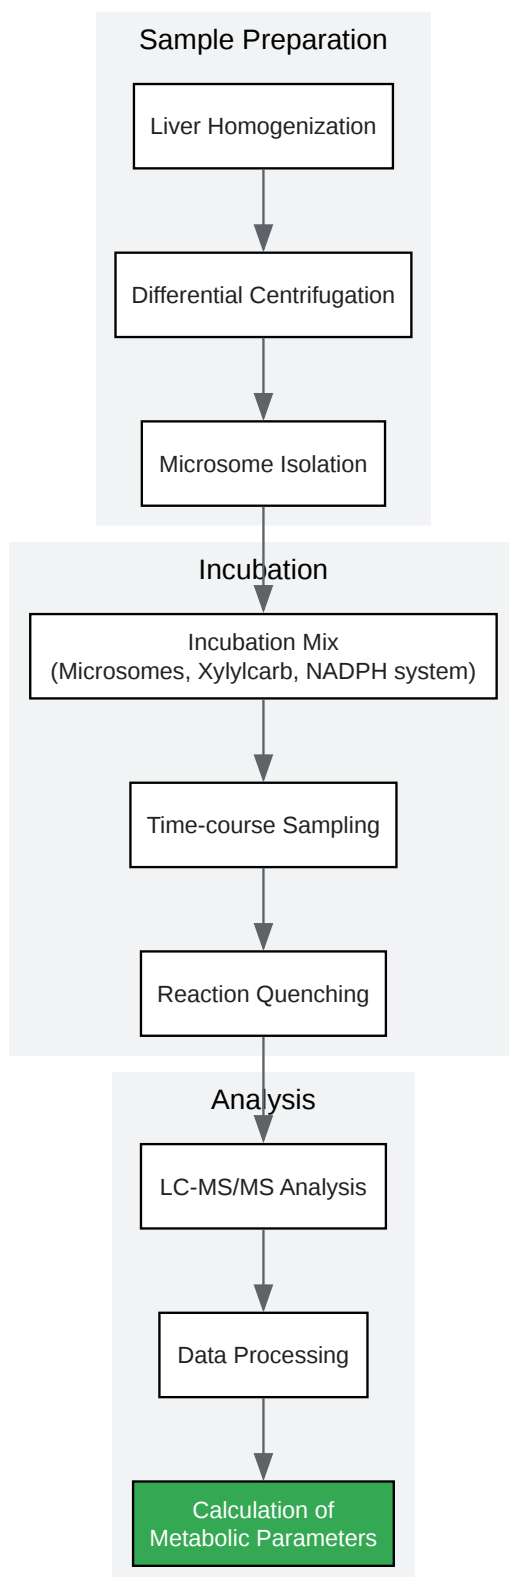 Sample Preparation
Liver Homogenization
Differential Centrifugation
Microsome Isolation
Incubation
Incubation Mix
(Microsomes, Xylylcarb, NADPH system)
Time-course Sampling
Reaction Quenching
Analysis
LC-MS/MS Analysis
Data Processing
Calculation of
Metabolic Parameters